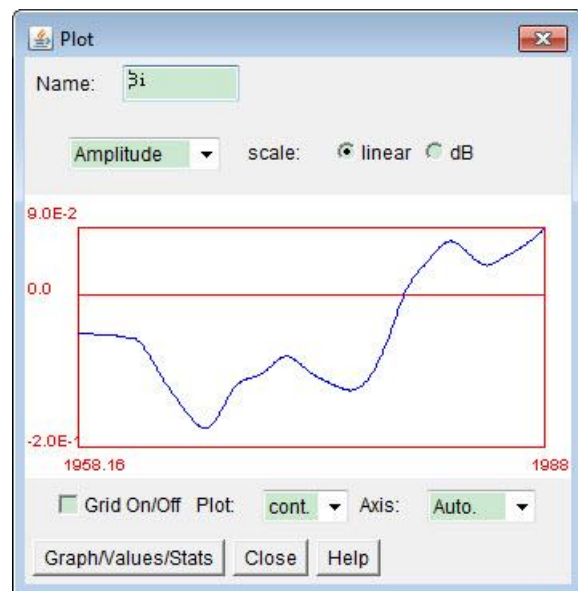 Plot
Name:
Amplitude scale: linear dB
9.0E-2
0.0
-2.0E-
1958.16 1988
Grid On/Off Plot: cont. Axis: Auto.
Graph/Values/Stats Close Help